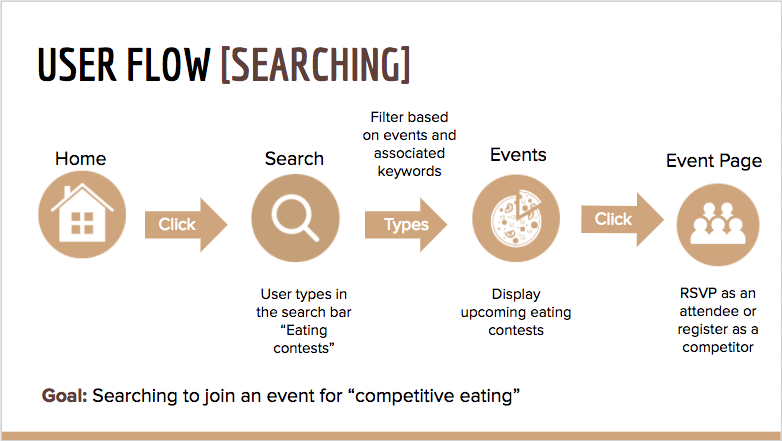 USER FLOW [SEARCHING]
Home
Click
Search
User types in
the search bar
“Eating
contests”
Filter based
on events and
associated
keywords
Types
Events
Display
upcoming eating
contests
Click
Event Page
RSVP as an
attendee or
register as a
competitor
Goal: Searching to join an event for “competitive eating”